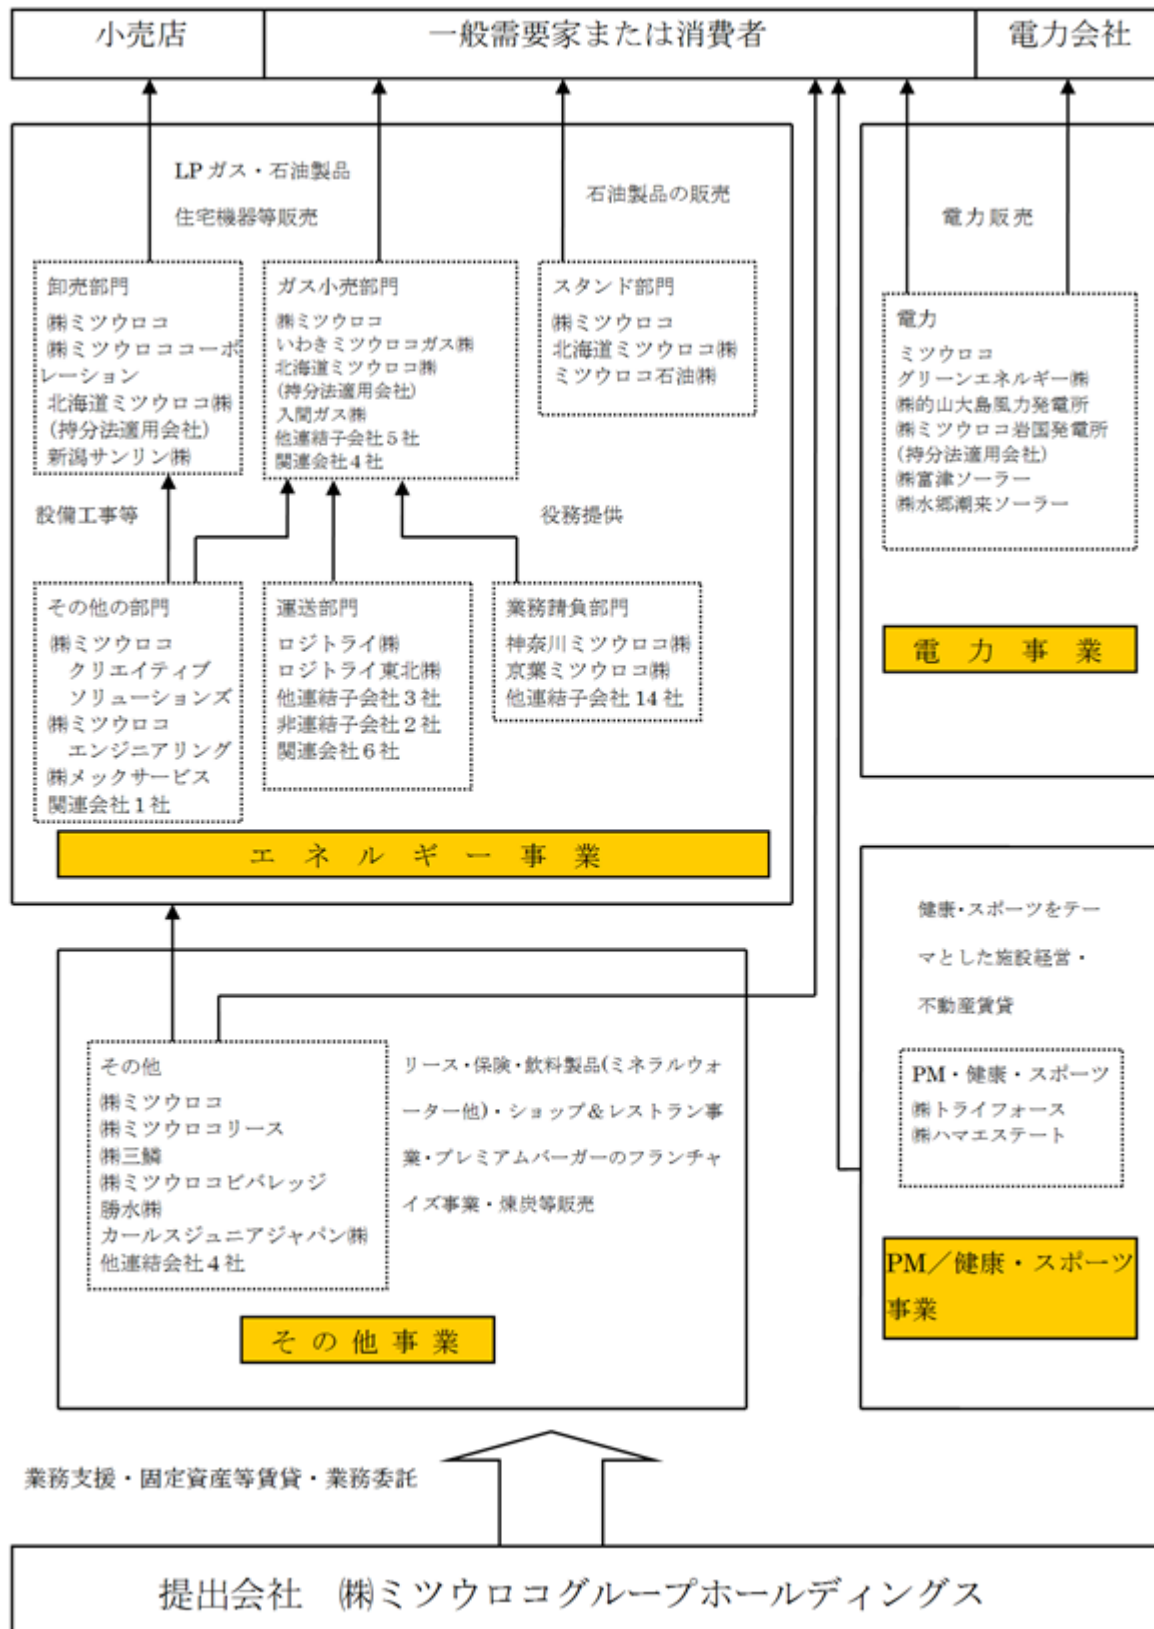 小売店
一般需要家または消費者
電力会社
LPガス・石油製品
住宅機器等販売
石油製品の販売
電力販売
卸売部門
㈱ミツウロコ
㈱ミツウロココーポ
レーション
北海道ミツウロコ㈱
(持分法適用会社)
新潟サンリン㈱
ガス小売部門
㈱ミツウロコ
いわきミツウロコガス㈱
北海道ミツウロコ㈱
(持分法適用会社)
入間ガス㈱
他連結子会社5社
関連会社4社
スタンド部門
㈱ミツウロコ
北海道ミツウロコ㈱
ミツウロコ石油㈱
電力
ミツウロコ
グリーンエネルギー㈱
㈱的山大島風力発電所
㈱ミツウロコ岩国発電所
(持分法適用会社)
㈱富津ソーラー
㈱水郷潮来ソーラー
設備工事等
役務提供
その他の部門
㈱ミツウロコ
クリエイティブ
ソリューションズ
㈱ミツウロコ
エンジニアリング
㈱メックサービス
関連会社1社
運送部門
ロジトライ㈱
ロジトライ東北㈱
他連結子会社3社
非連結子会社2社
関連会社6社
業務請負部門
神奈川ミツウロコ㈱
京葉ミツウロコ㈱
他連結子会社14社
電力事業
エネルギー事業
健康・スポーツをテー
マとした施設経営・
不動産賃貸
PM・健康・スポーツ
㈱トライフォース
㈱ハマエステート
PM/健康・スポーツ
事業
その他
㈱ミツウロコ
㈱ミツウロコリース
㈱三鱗
㈱ミツウロコビバレッジ
勝水㈱
カールスジュニアジャパン㈱
他連結会社4社
リース・保険・飲料製品(ミネラルウォ
ーター他)・ショップ&レストラン事
業・プレミアムバーガーのフランチャ
イズ事業・煉炭等販売
その他事業
業務支援・固定資産等賃貸・業務委託
提出会社 ㈱ミツウロコグループホールディングス